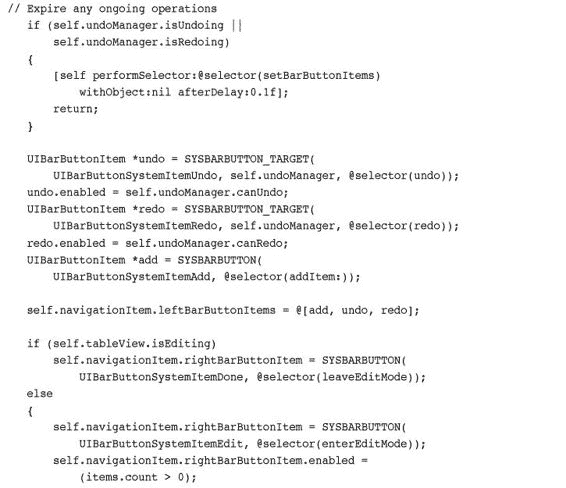 // Expire any ongoing operations
if (self.undoManager.isUndoing ||
self.undoManager.isRedoing)
{
[self performSelector:@selector(setBarButtonItems)
withObject:nil afterDelay:0.1f];
return;
}
UIBarButtonItem *undo = SYSBARBUTTON_TARGET(
UIBarButtonSystemItemUndo, self.undoManager, @selector(undo));
undo.enabled = self.undoManager.canUndo;
UIBarButtonItem *redo = SYSBARBUTTON_TARGET(
UIBarButtonSystemItemRedo, self.undoManager, @selector(redo));
redo.enabled = self.undoManager.canRedo;
UIBarButtonItem *add = SYSBARBUTTON(
UIBarButtonSystemItemAdd, @selector(addItem:));
self.navigationItem.leftBarButtonItems = @[add, undo, redo];
if (self.tableView.isEditing)
self.navigationItem.rightBarButtonItem = SYSBARBUTTON(
UIBarButtonSystemItemDone, @selector(leaveEditMode));
else
{
self.navigationItem.rightBarButtonItem = SYSBARBUTTON(
UIBarButtonSystemItemEdit, @selector(enterEditMode));
self.navigationItem.rightBarButtonItem.enabled =
(items.count > 0);